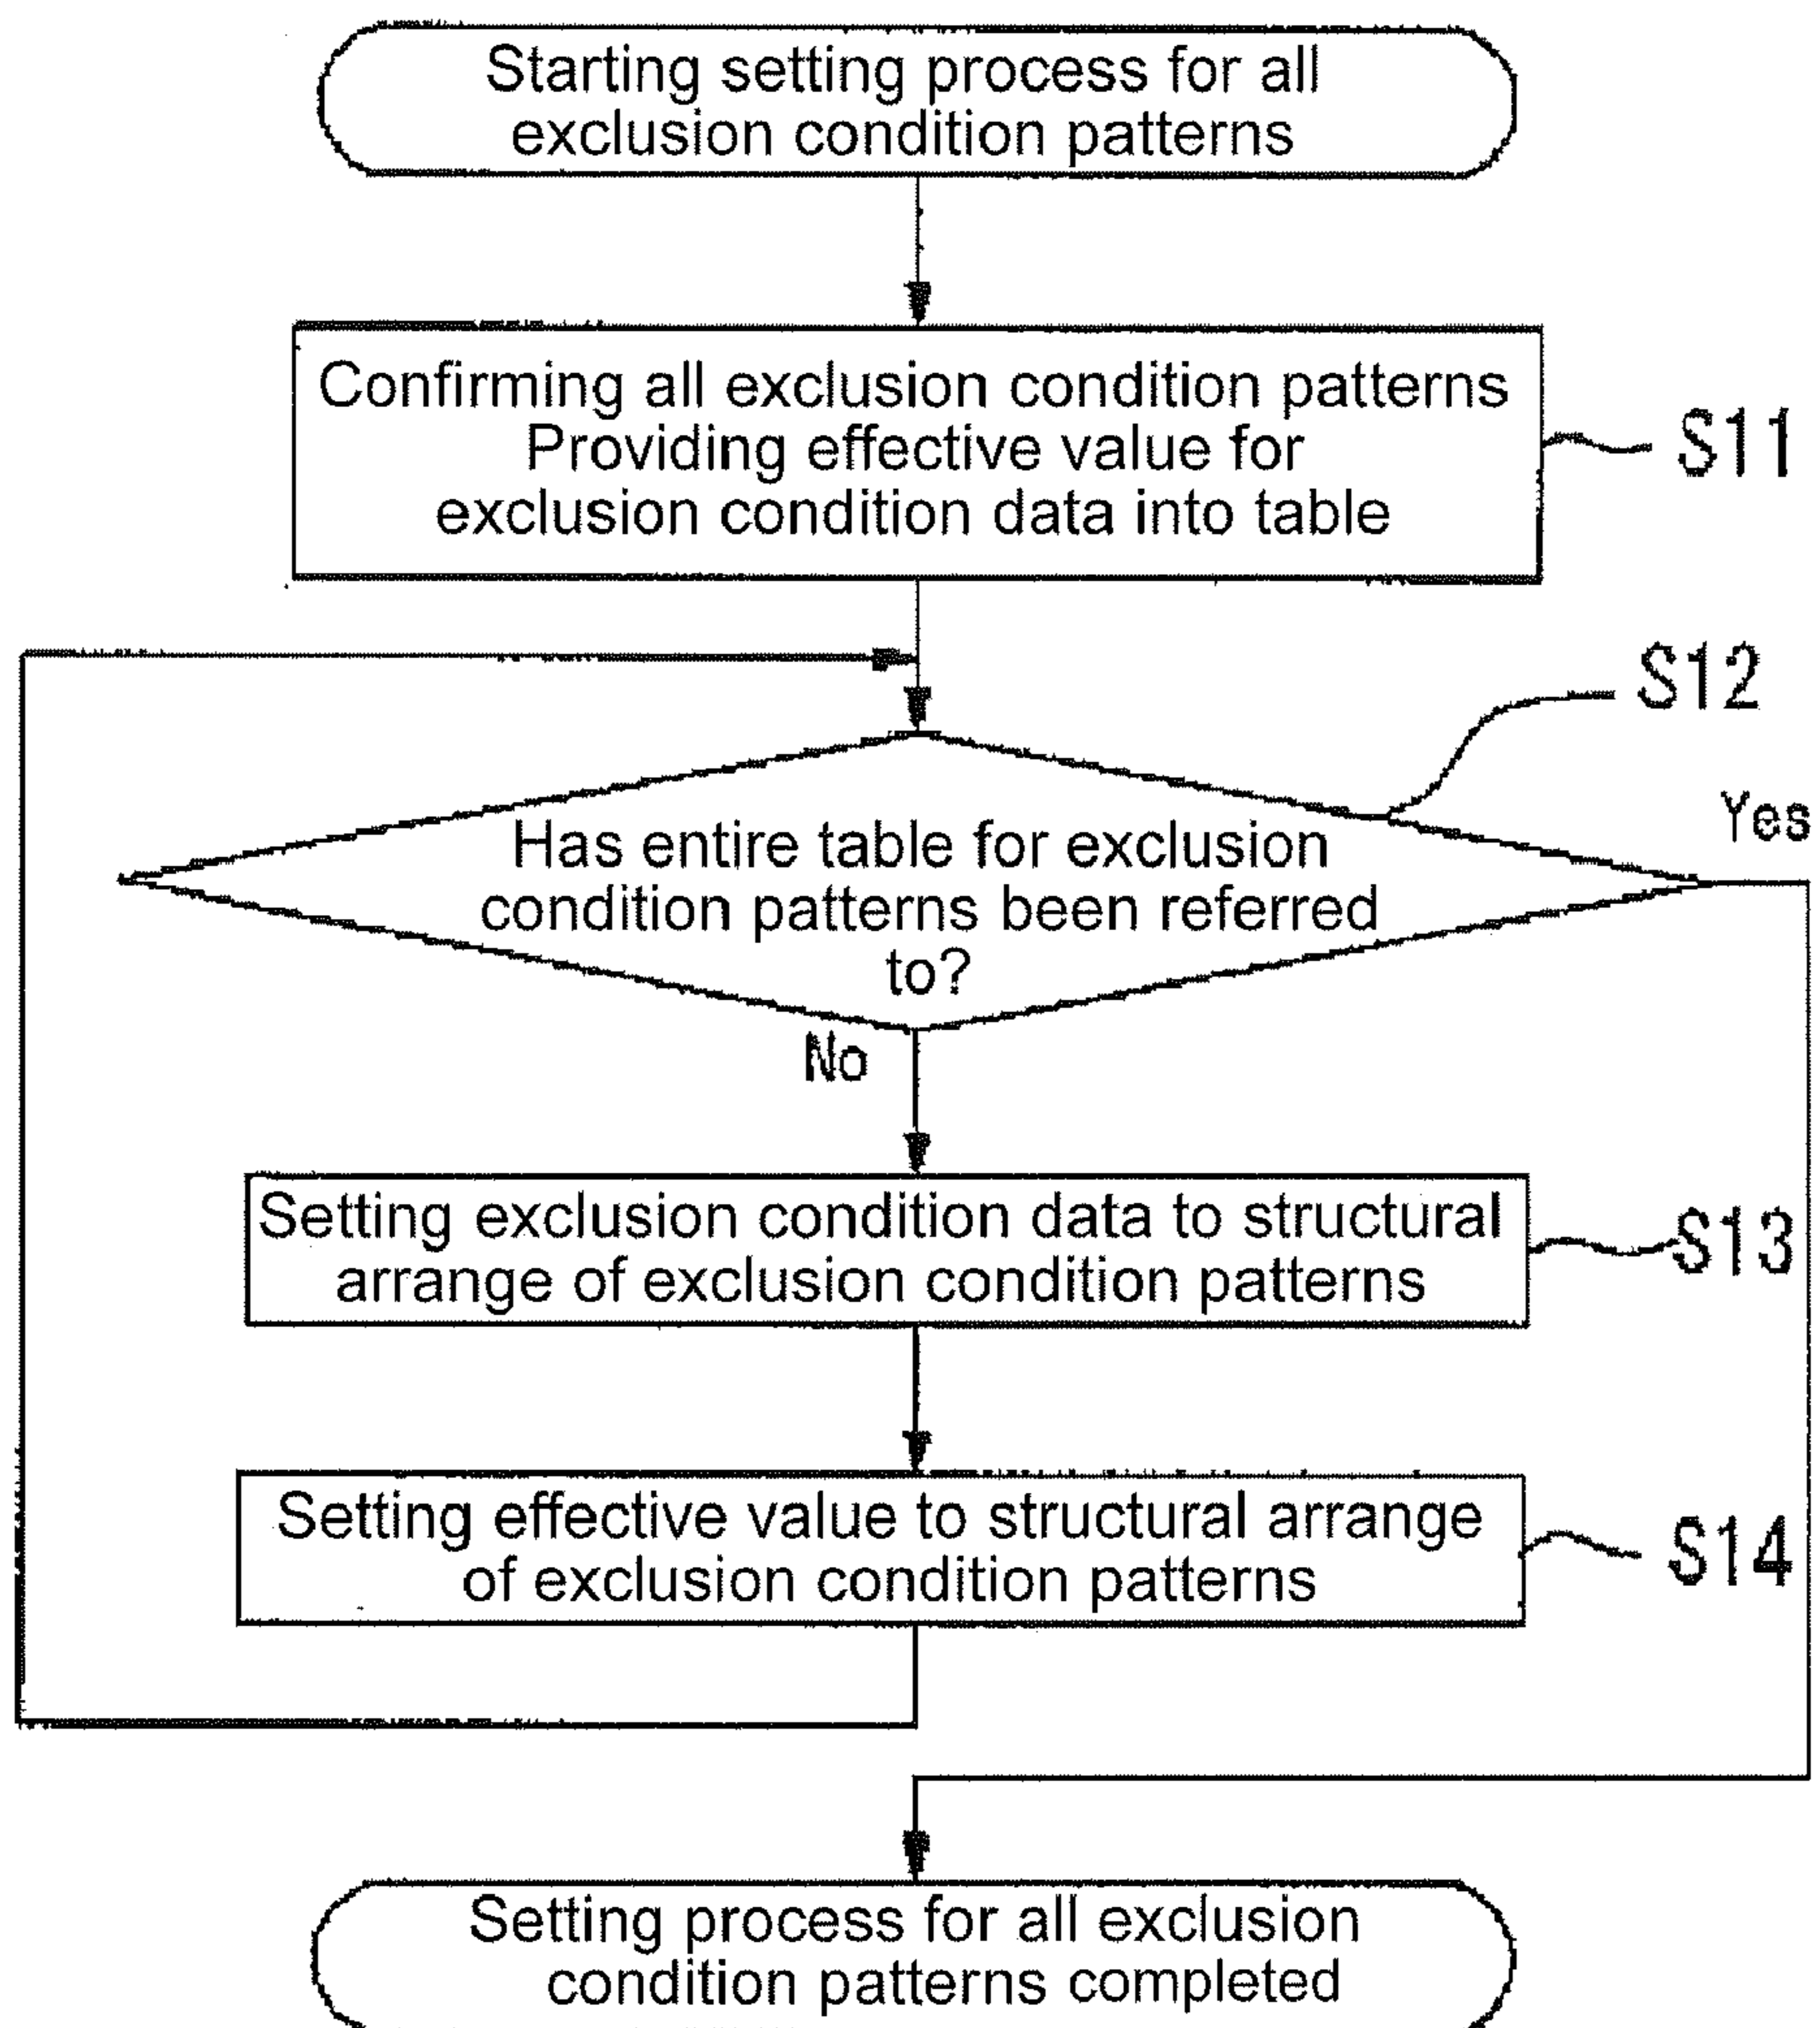 Starting setting process for all
exclusion condition patterns
Confirming all exclusion condition patterns
Providing effective value for
exclusion condition data into table
S11
S12
Yes
Has entire table for exclusion
condition patterns been referred
to?
No
Setting exclusion condition data to structural
arrange of exclusion condition patterns
S13
Setting effective value to structural arrange
of exclusion condition patterns
S14
Setting process for all exclusion
condition patterns completed